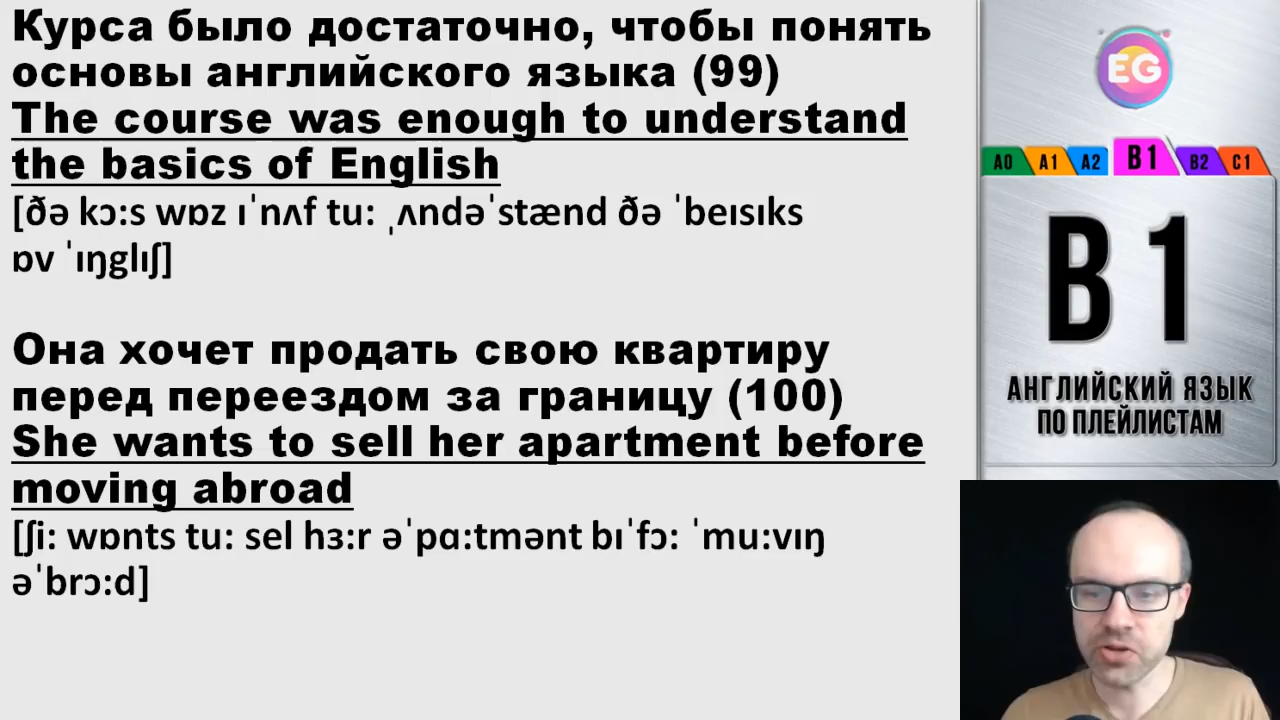 Курса было достаточно, чтобы понять
основы английского языка (99)
The course was enough to understand
the basics of English
[ðə kɔ:s wɒz ɪˈnʌf tu: ˌʌndəˈstænd ðə ˈbeɪsɪks
ɒv ˈɪŋglɪʃ]
Она хочет продать свою квартиру
перед переездом за границу (100)
She wants to sell her apartment before
moving abroad
[ʃi: wɒnts tu: sel hɜ:r əˈpɑ:tmənt bɪˈfɔ: ˈmu:vɪŋ
əˈbrɔ:d]
EG
A0 A1 A2 B1 B2 C1
B1
АНГЛИЙСКИЙ ЯЗЫК
ПО ПЛЕЙЛИСТАМ